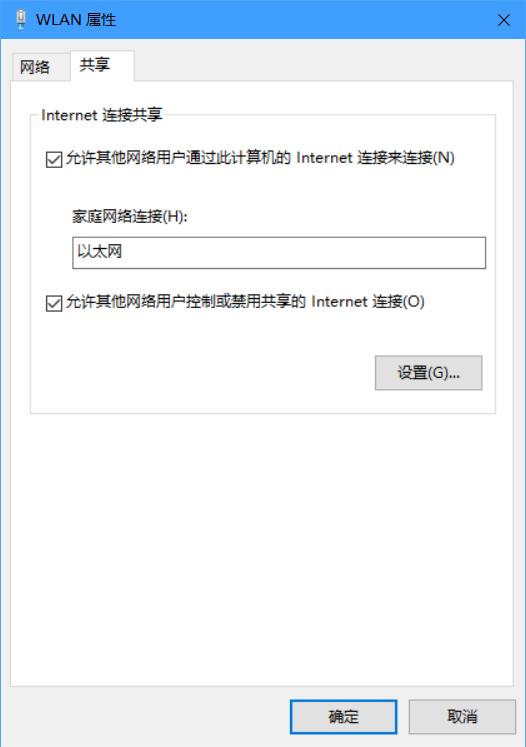 WLAN 属性
网络
共享
Internet 连接共享
允许其他网络用户通过此计算机的 Internet 连接来连接(N)
家庭网络连接(H):
以太网
允许其他网络用户控制或禁用共享的 Internet 连接(O)
设置(G)...
确定
取消